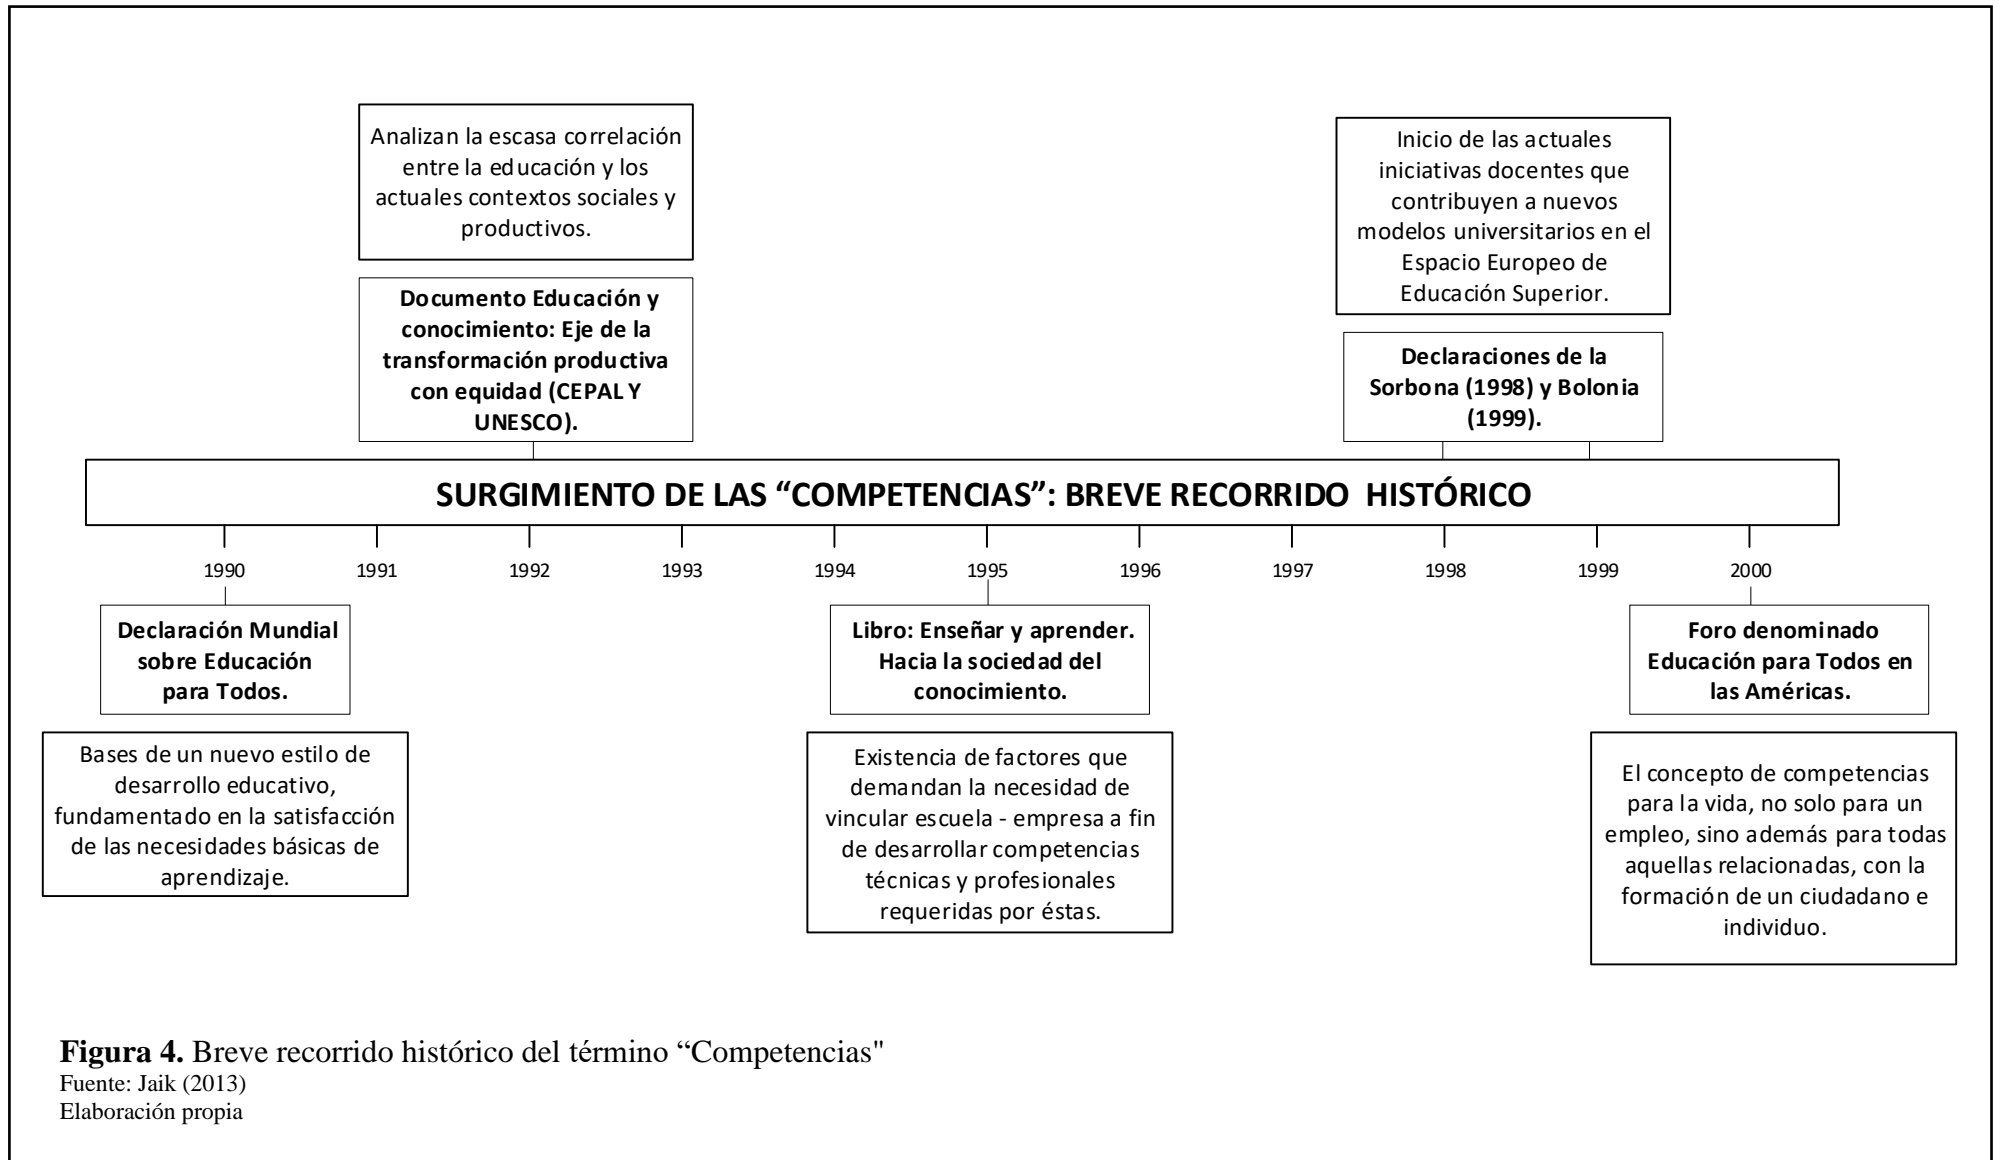 Analizan la escasa correlación
entre la educación y los
actuales contextos sociales y
productivos.
Documento Educación y
conocimiento: Eje de la
transformación productiva
con equidad (CEPAL Y
UNESCO).
Inicio de las actuales
iniciativas docentes que
contribuyen a nuevos
modelos universitarios en el
Espacio Europeo de
Educación Superior.
Declaraciones de la
Sorbona (1998) y Bolonia
(1999).
SURGIMIENTO DE LAS “COMPETENCIAS”: BREVE RECORRIDO HISTÓRICO
1990 1991 1992 1993 1994 1995 1996 1997 1998 1999 2000
Declaración Mundial
sobre Educación
para Todos.
Bases de un nuevo estilo de
desarrollo educativo,
fundamentado en la satisfacción
de las necesidades básicas de
aprendizaje.
Libro: Enseñar y aprender.
Hacia la sociedad del
conocimiento.
Existencia de factores que
demandan la necesidad de
vincular escuela - empresa a fin
de desarrollar competencias
técnicas y profesionales
requeridas por éstas.
Foro denominado
Educación para Todos en
las Américas.
El concepto de competencias
para la vida, no solo para un
empleo, sino además para todas
aquellas relacionadas, con la
formación de un ciudadano e
individuo.
Figura 4. Breve recorrido histórico del término “Competencias"
Fuente: Jaik (2013)
Elaboración propia